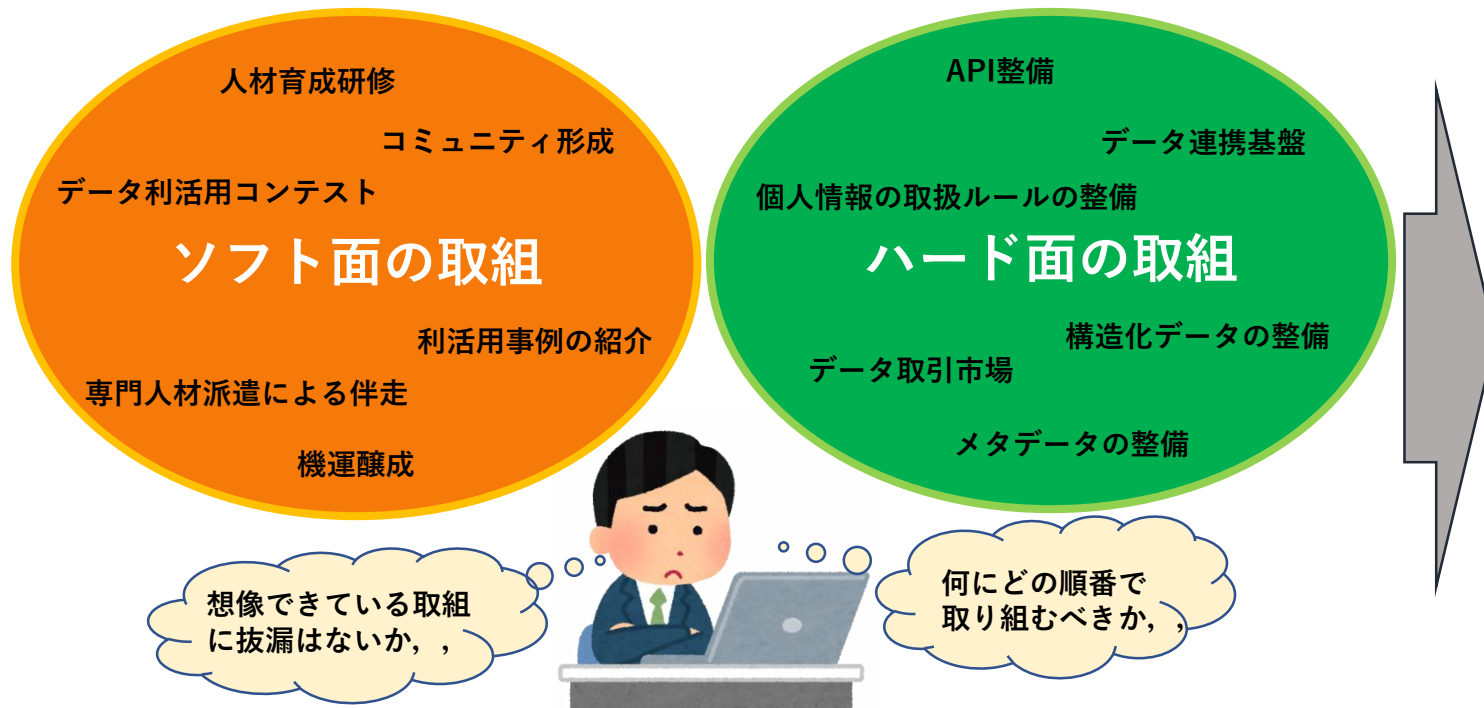 人材育成研修
コミュニティ形成
データ利活用コンテスト
ソフト面の取組
利活用事例の紹介
専門人材派遣による伴走
機運醸成
API整備
データ連携基盤
個人情報の取扱ルールの整備
ハード面の取組
構造化データの整備
データ取引市場
メタデータの整備
想像できている取組
に抜漏はないか，，
何にどの順番で
取り組むべきか，，